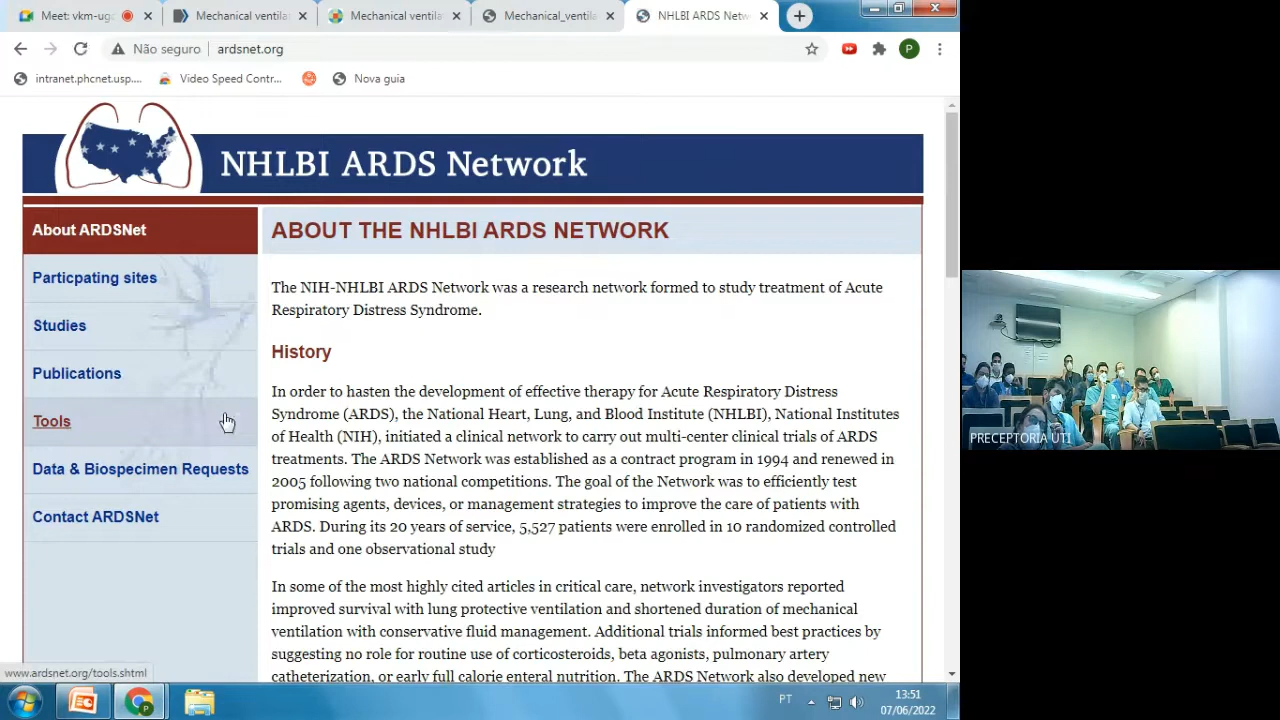 Meet: vkm-uga
Mechanical ventila
Mechanical ventila
Mechanical_ventila
NHLBI ARDS Netw
Não seguro
ardsnet.org
P
intranet.phcnet.usp....
Video Speed Contr...
Nova guia
NHLBI ARDS Network
About ARDSNet
Particpating sites
Studies
Publications
Tools
Data & Biospecimen Requests
Contact ARDSNet
ABOUT THE NHLBI ARDS NETWORK
The NIH-NHLBI ARDS Network was a research network formed to study treatment of Acute
Respiratory Distress Syndrome.
History
In order to hasten the development of effective therapy for Acute Respiratory Distress
Syndrome (ARDS), the National Heart, Lung, and Blood Institute (NHLBI), National Institutes
of Health (NIH), initiated a clinical network to carry out multi-center clinical trials of ARDS
treatments. The ARDS Network was established as a contract program in 1994 and renewed in
2005 following two national competitions. The goal of the Network was to efficiently test
promising agents, devices, or management strategies to improve the care of patients with
ARDS. During its 20 years of service, 5,527 patients were enrolled in 10 randomized controlled
trials and one observational study
In some of the most highly cited articles in critical care, network investigators reported
improved survival with lung protective ventilation and shortened duration of mechanical
ventilation with conservative fluid management. Additional trials informed best practices by
suggesting no role for routine use of corticosteroids, beta agonists, pulmonary artery
catheterization, or early full calorie enteral nutrition. The ARDS Network also developed new
www.ardsnet.org/tools.shtml
PRECEPTORIA UTI
PT
13:51
07/06/2022